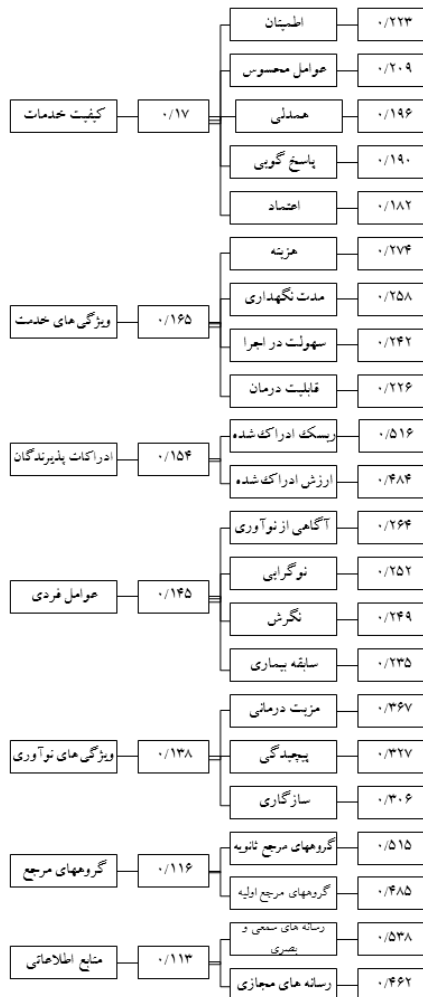 اطمینان
۰/۲۲۳
عوامل محسوس
۰/۲۰۹
کیفیت خدمات
۰/۱۷
همدلی
۰/۱۹۶
پاسخ گویی
۰/۱۹۰
اعتماد
۰/۱۸۲
هزینه
۰/۲۷۴
مدت نگهداری
۰/۲۵۸
ویژگی های خدمت
۰/۱۶۵
سهولت در اجرا
۰/۲۴۲
قابلیت درمان
۰/۲۲۶
ریسک ادراک شده
۰/۵۱۶
ادراکات پذیرندگان
۰/۱۵۴
ارزش ادراک شده
۰/۴۸۴
آگاهی از نوآوری
۰/۲۶۴
نوگرایی
۰/۲۵۲
عوامل فردی
۰/۱۴۵
نگرش
۰/۲۴۹
سابقه بیماری
۰/۲۳۵
مزیت درمانی
۰/۳۶۷
ویژگی های نوآوری
۰/۱۳۸
پیچیدگی
۰/۳۲۷
سازگاری
۰/۳۰۶
گروههای مرجع ثانویه
۰/۵۱۵
گروههای مرجع
۰/۱۱۶
گروههای مرجع اولیه
۰/۴۸۵
رسانه های سمعی و
بصری
۰/۵۳۸
منابع اطلاعاتی
۰/۱۱۳
رسانه های مجازی
۰/۴۶۲